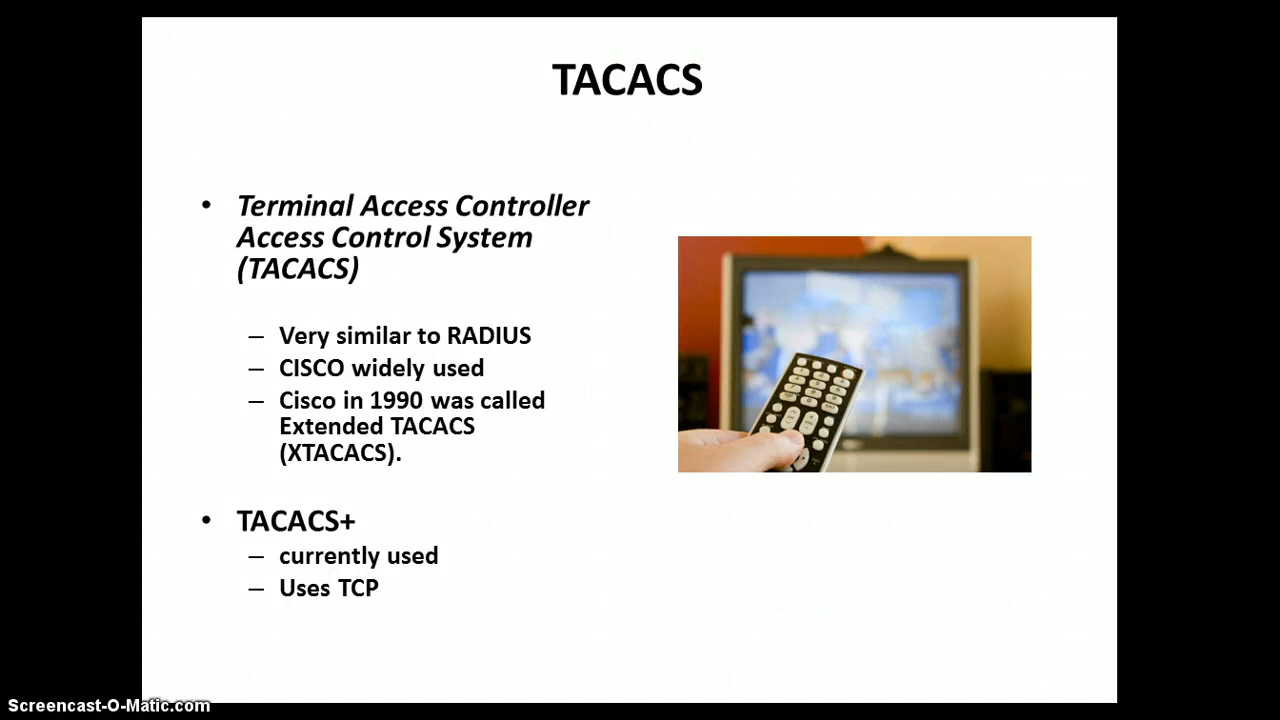 TACACS
• Terminal Access Controller
Access Control System
(TACACS)
– Very similar to RADIUS
– CISCO widely used
– Cisco in 1990 was called
Extended TACACS
(XTACACS).
• TACACS+
– currently used
– Uses TCP
Screencast-O-Matic.com